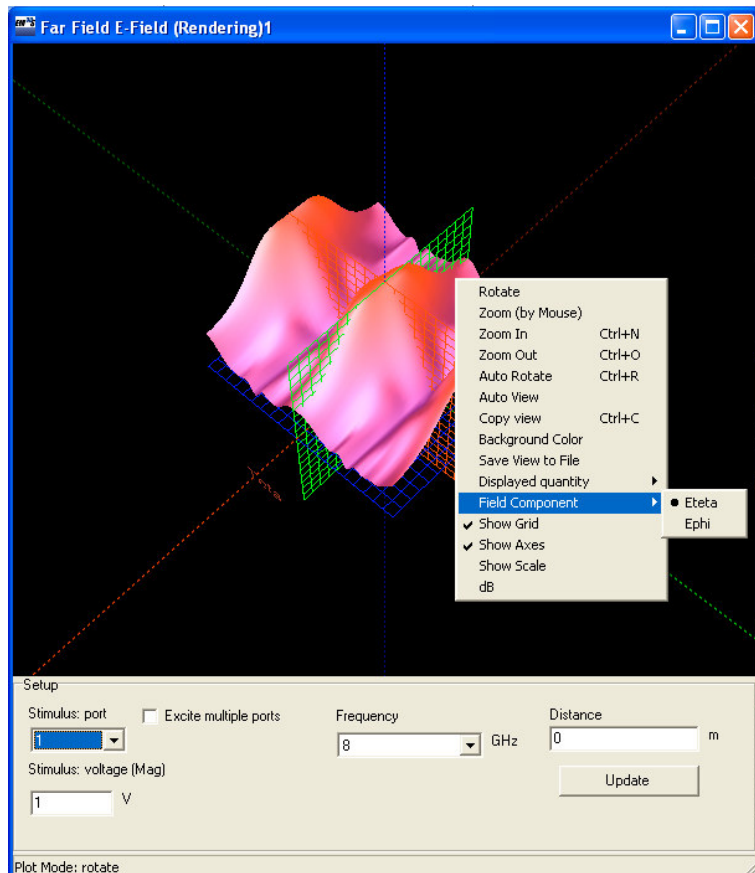 Far Field E-Field (Rendering)1
Rotate
Zoom (by Mouse)
Zoom In Ctrl+N
Zoom Out Ctrl+O
Auto Rotate Ctrl+R
Auto View
Copy view Ctrl+C
Background Color
Save View to File
Displayed quantity
Field Component
Eteta
Ephi
Show Grid
Show Axes
Show Scale
dB
Setup
Stimulus: port
Excite multiple ports
Frequency
Distance
1
8
GHz
0
m
Stimulus: voltage (Mag)
Update
1
V
Plot Mode: rotate